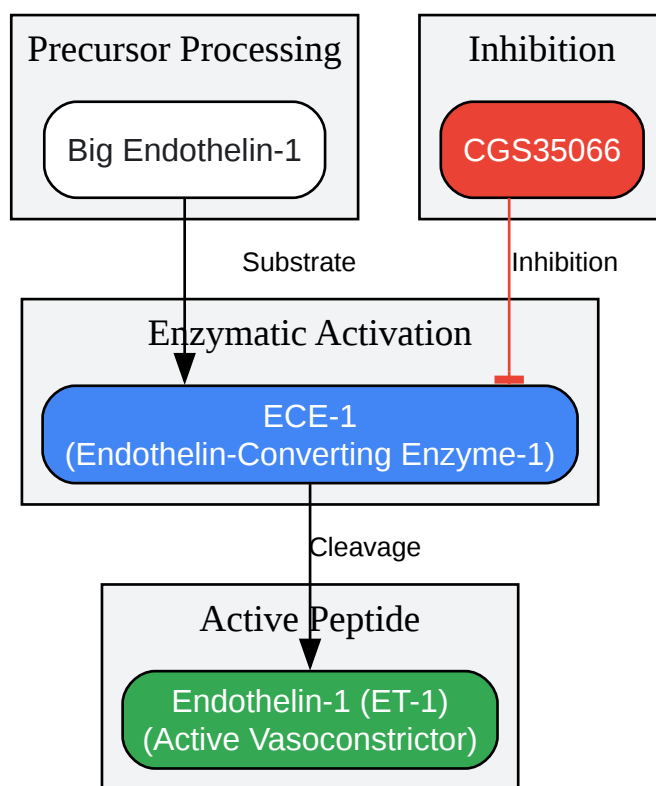 Precursor Processing
Inhibition
Big Endothelin-1
CGS35066
Substrate
Inhibition
Enzymatic Activation
ECE-1
(Endothelin-Converting Enzyme-1)
Cleavage
Active Peptide
Endothelin-1 (ET-1)
(Active Vasoconstrictor)